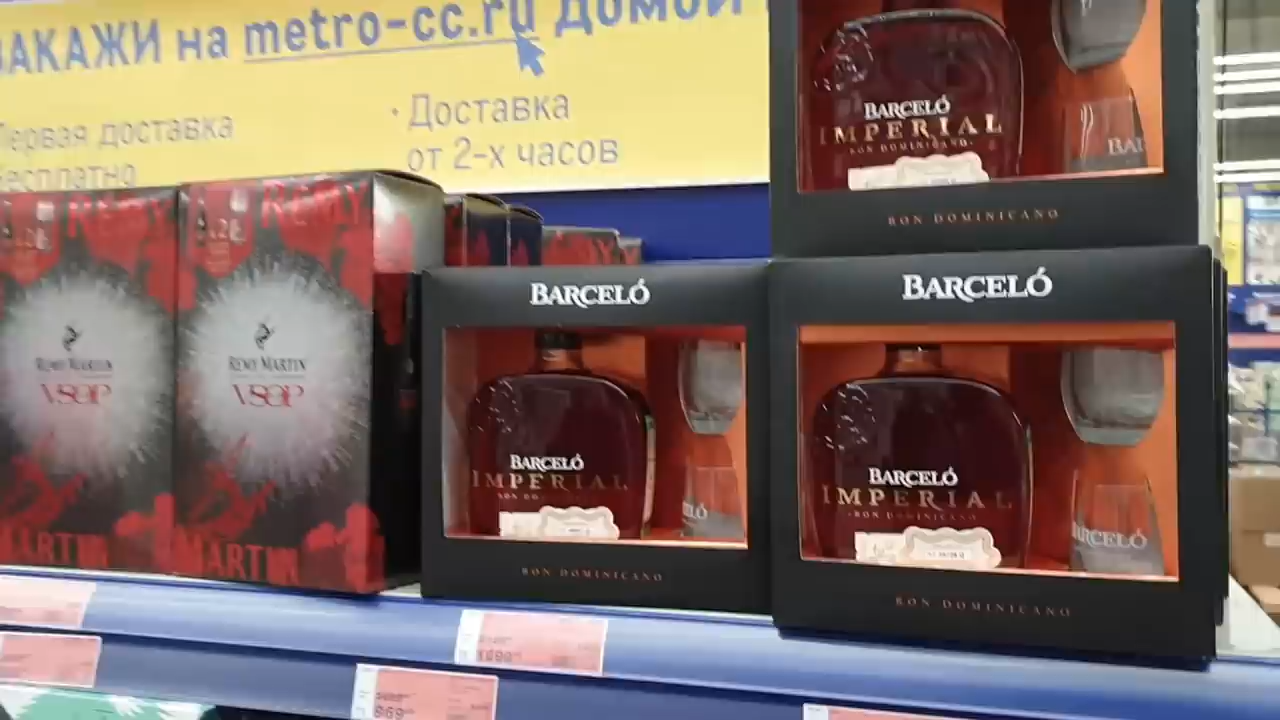 ЗАКАЖИ на metro-cc.ru домой
Первая доставка
бесплатно
· Доставка
от 2-х часов
BARCELÓ
IMPERIAL
RON DOMINICANO
RON DOMINICANO
REMY
REMY
REMY MARTIN
VSOP
MARTIN
REMY MARTIN
VSOP
MARTIN
BARCELÓ
BARCELÓ
IMPERIAL
RON DOMINICANO
BARCELÓ
BARCELÓ
IMPERIAL
RON DOMINICANO
BARCELÓ
RON DOMINICANO
869